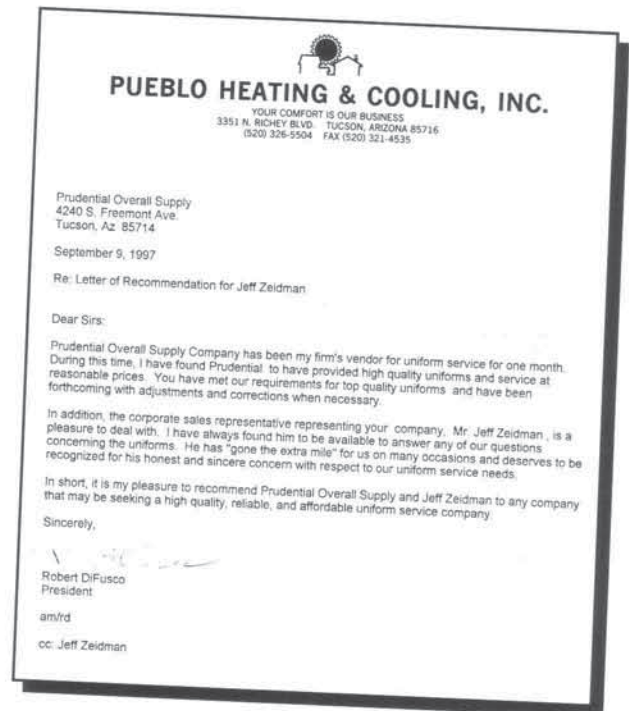 PUEBLO HEATING & COOLING, INC.
YOUR COMFORT IS OUR BUSINESS
3351 N. RICHEY BLVD. TUCSON, ARIZONA 85716
(520) 326-5504 FAX (520) 321-4535
Prudential Overall Supply
4240 S. Freemont Ave.
Tucson, Az 85714
September 9, 1997
Re: Letter of Recommendation for Jeff Zeidman
Dear Sirs:
Prudential Overall Supply Company has been my firm's vendor for uniform service for one month.
During this time, I have found Prudential to have provided high quality uniforms and service at
reasonable prices. You have met our requirements for top quality uniforms and have been
forthcoming with adjustments and corrections when necessary.
In addition, the corporate sales representative representing your company, Mr. Jeff Zeidman , is a
pleasure to deal with. I have always found him to be available to answer any of our questions
concerning the uniforms. He has "gone the extra mile" for us on many occasions and deserves to be
recognized for his honest and sincere concern with respect to our uniform service needs.
In short, it is my pleasure to recommend Prudential Overall Supply and Jeff Zeidman to any company
that may be seeking a high quality, reliable, and affordable uniform service company.
Sincerely,
Robert DiFusco
President
am/rd
cc: Jeff Zeidman